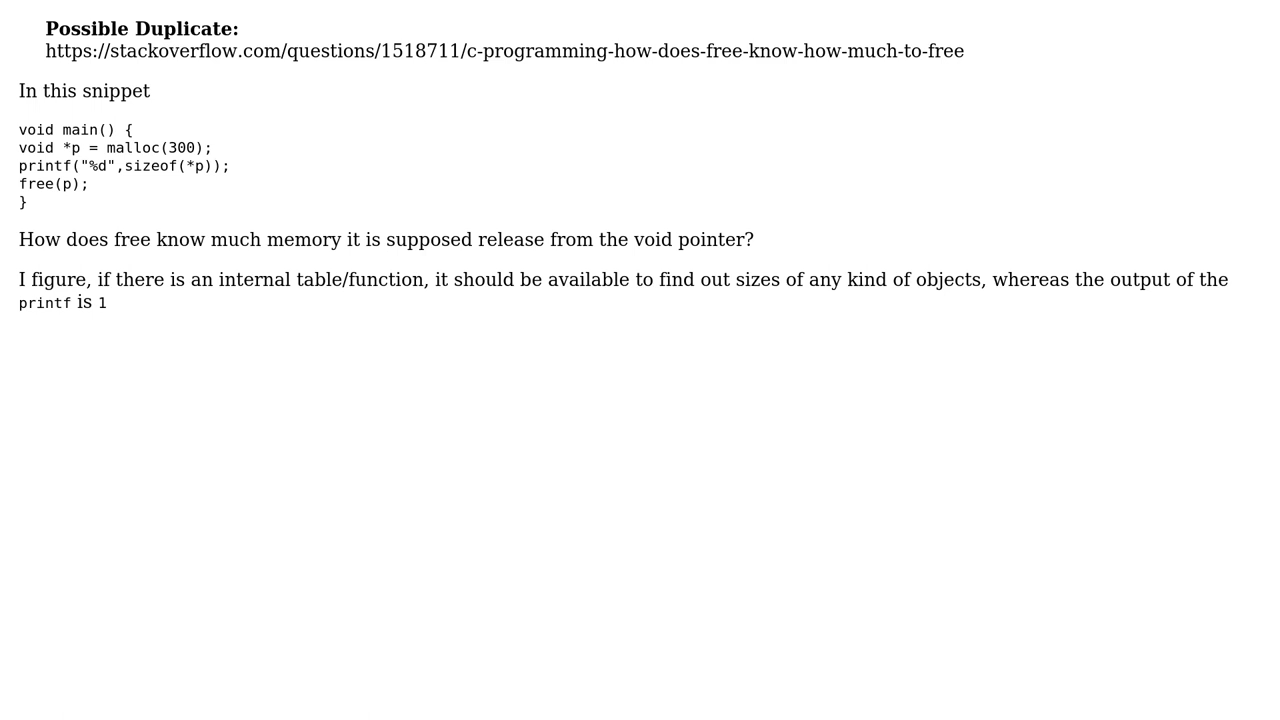 Possible Duplicate:
https://stackoverflow.com/questions/1518711/c-programming-how-does-free-know-how-much-to-free
In this snippet
void main() {
void *p = malloc(300);
printf("%d",sizeof(*p));
free(p);
}
How does free know much memory it is supposed release from the void pointer?
I figure, if there is an internal table/function, it should be available to find out sizes of any kind of objects, whereas the output of the
printf is 1